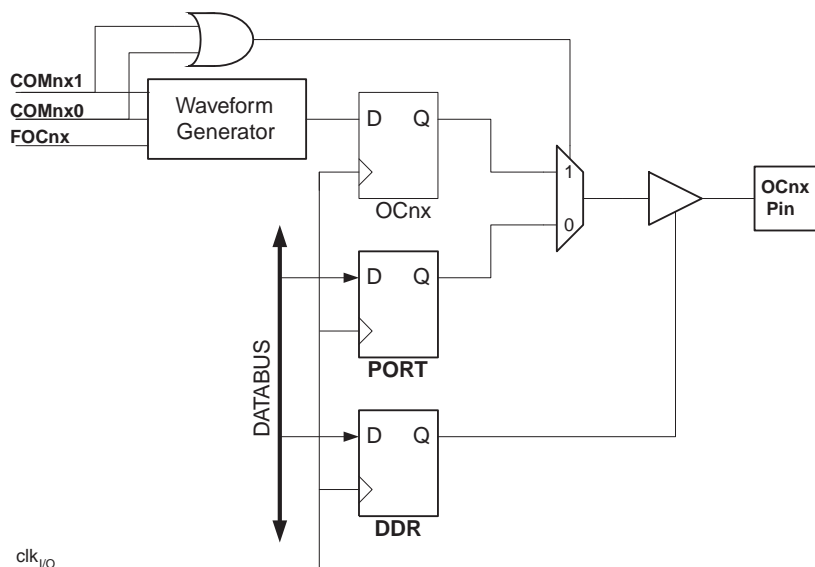 COMnx1
COMnx0
FOCnx
Waveform
Generator
D Q
OCnx
1
0
OCnx
Pin
D Q
PORT
DATABUS
D Q
DDR
clkI/O